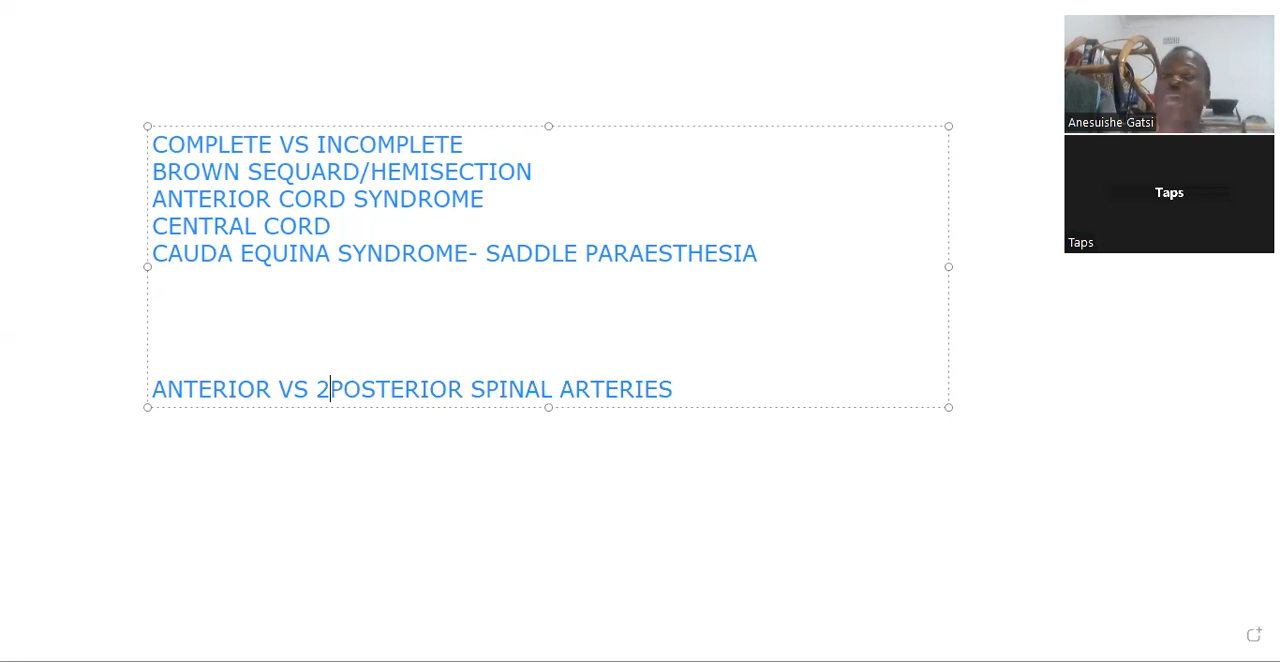 COMPLETE VS INCOMPLETE
BROWN SEQUARD/HEMISECTION
ANTERIOR CORD SYNDROME
CENTRAL CORD
CAUDA EQUINA SYNDROME- SADDLE PARAESTHESIA
ANTERIOR VS 2POSTERIOR SPINAL ARTERIES
Anesuishe Gatsi
Taps
Taps